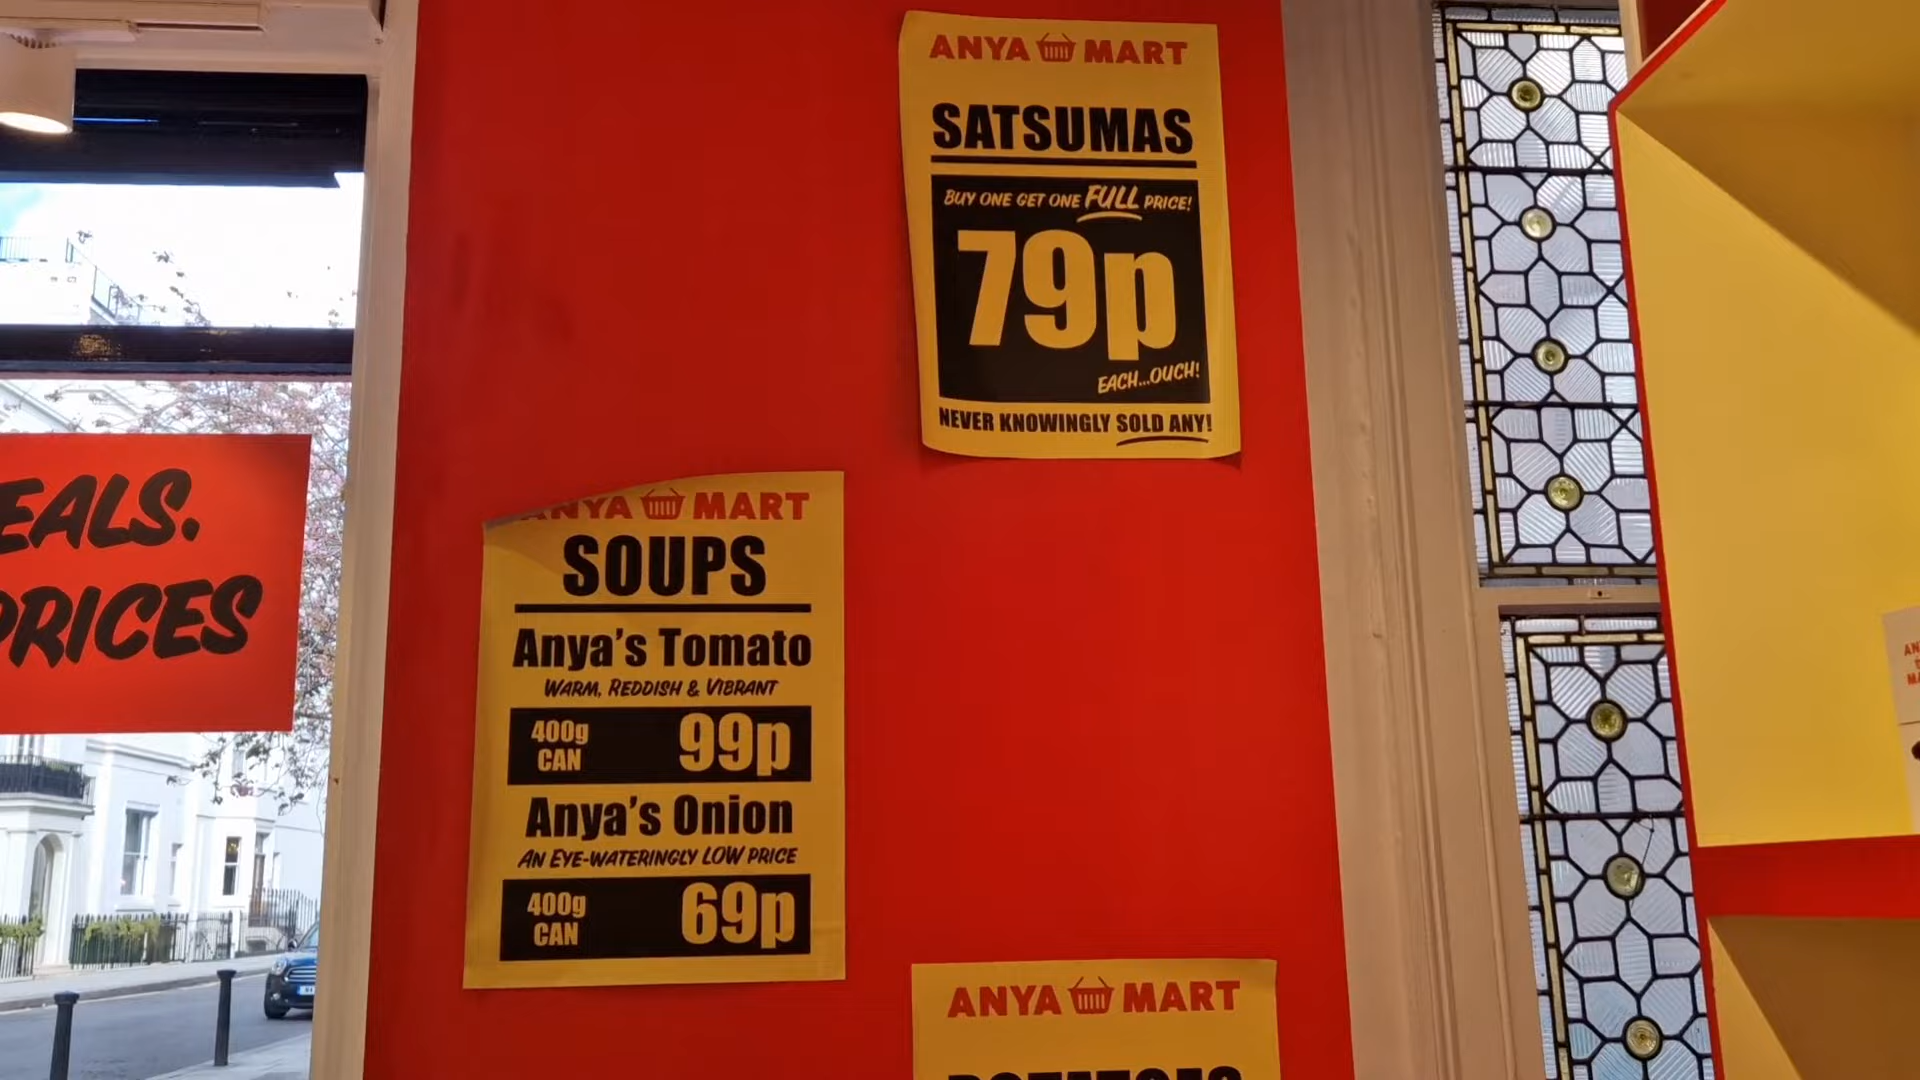 ANYA MART
SATSUMAS
BUY ONE GET ONE FULL PRICE!
79p
EACH...OUCH!
NEVER KNOWINGLY SOLD ANY!
EALS.
PRICES
ANYA MART
SOUPS
Anya's Tomato
WARM, REDDISH & VIBRANT
400g
CAN
99p
Anya's Onion
AN EYE-WATERINGLY LOW PRICE
400g
CAN
69p
ANYA MART
POTATOES